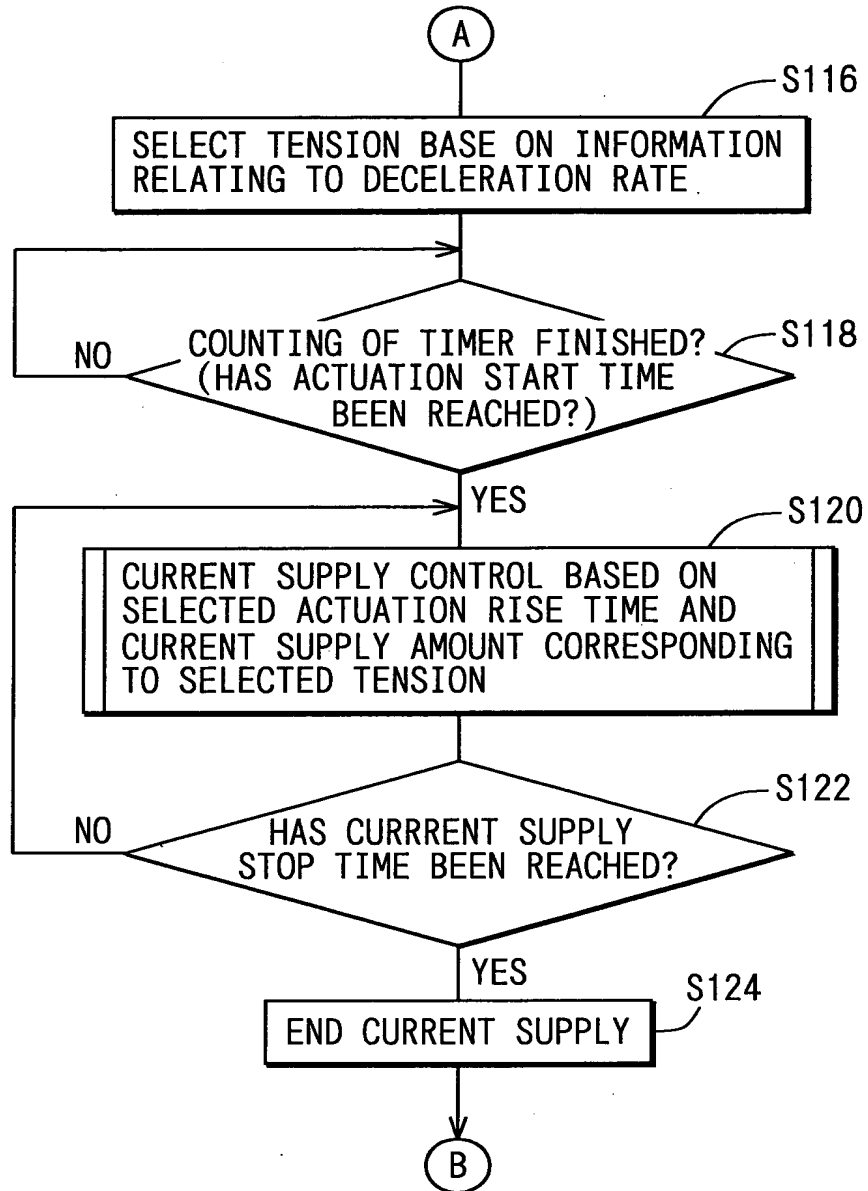 A
S116
SELECT TENSION BASE ON INFORMATION
RELATING TO DECELERATION RATE
COUNTING OF TIMER FINISHED?
(HAS ACTUATION START TIME
BEEN REACHED?)
S118
NO
YES
S120
CURRENT SUPPLY CONTROL BASED ON
SELECTED ACTUATION RISE TIME AND
CURRENT SUPPLY AMOUNT CORRESPONDING
TO SELECTED TENSION
S122
NO
HAS CURRRENT SUPPLY
STOP TIME BEEN REACHED?
YES
S124
END CURRENT SUPPLY
B